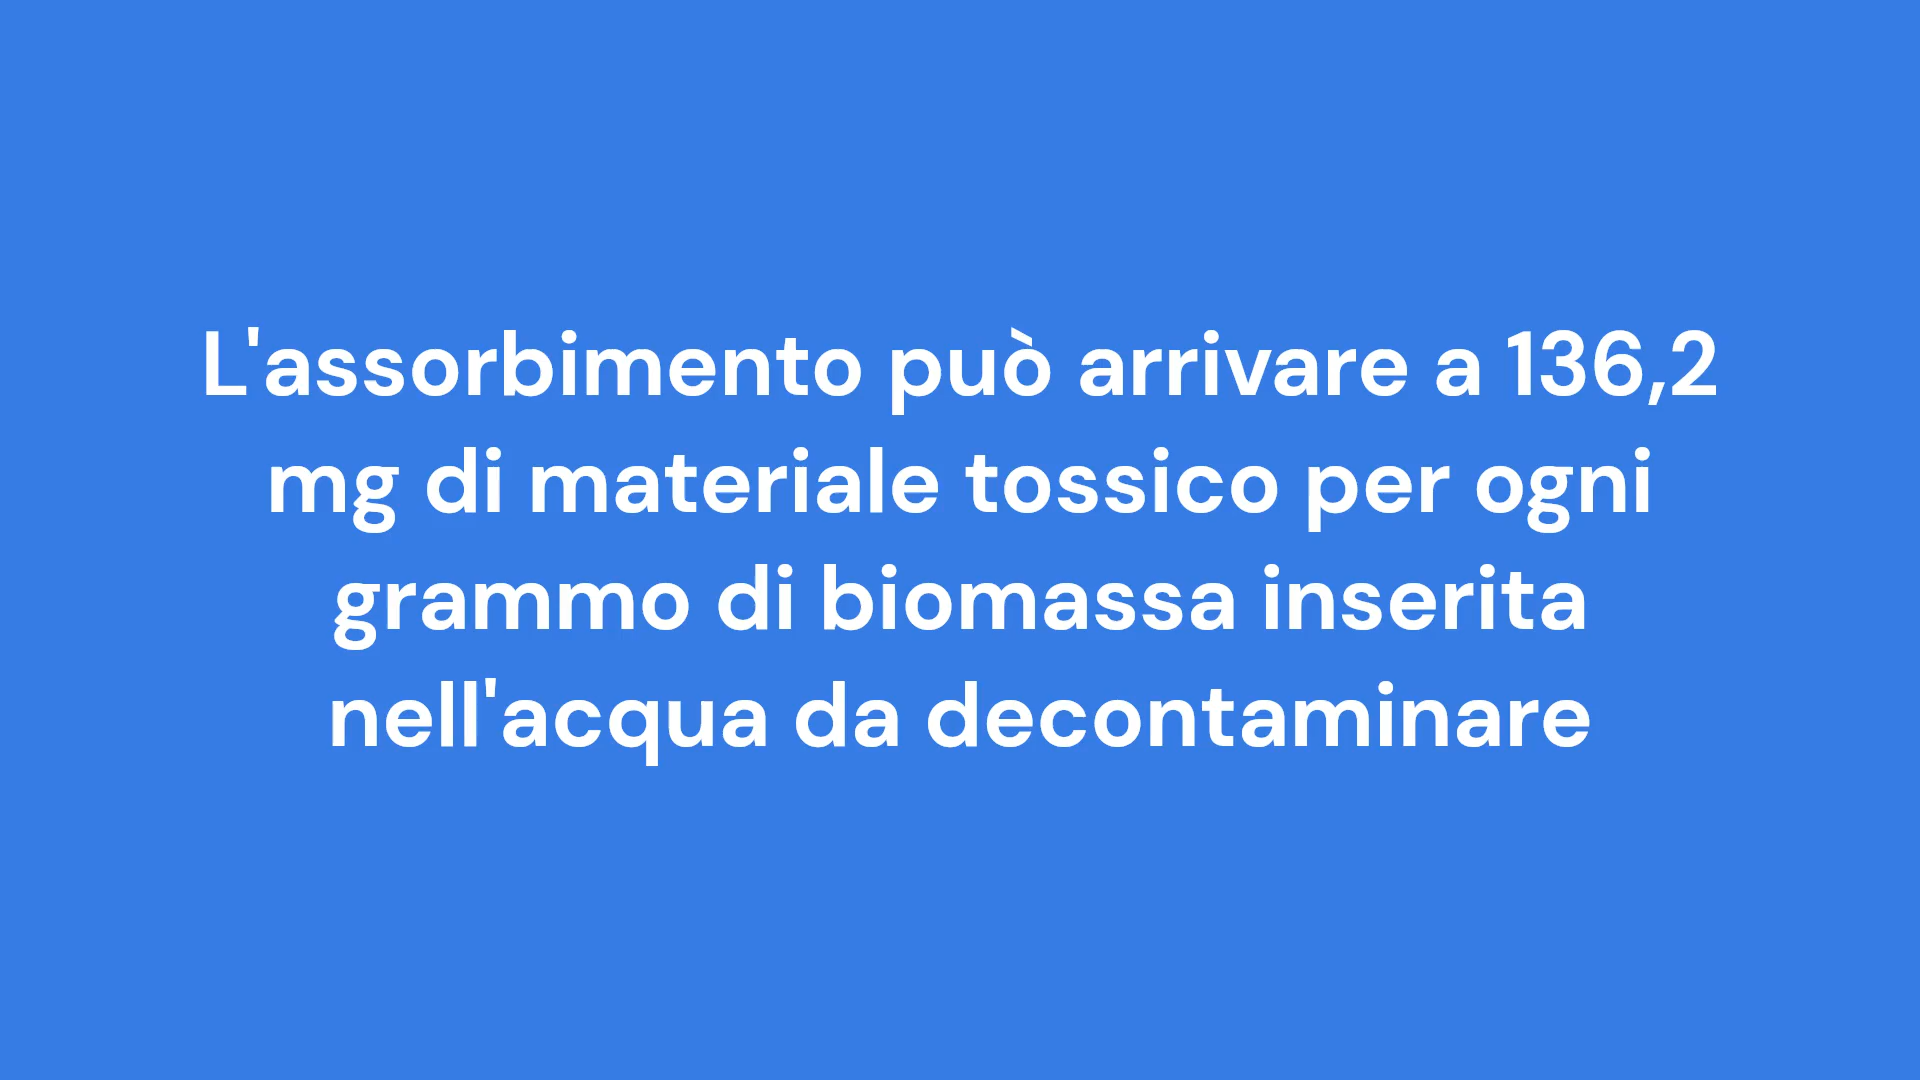 L'assorbimento può arrivare a 136,2
mg di materiale tossico per ogni
grammo di biomassa inserita
nell'acqua da decontaminare